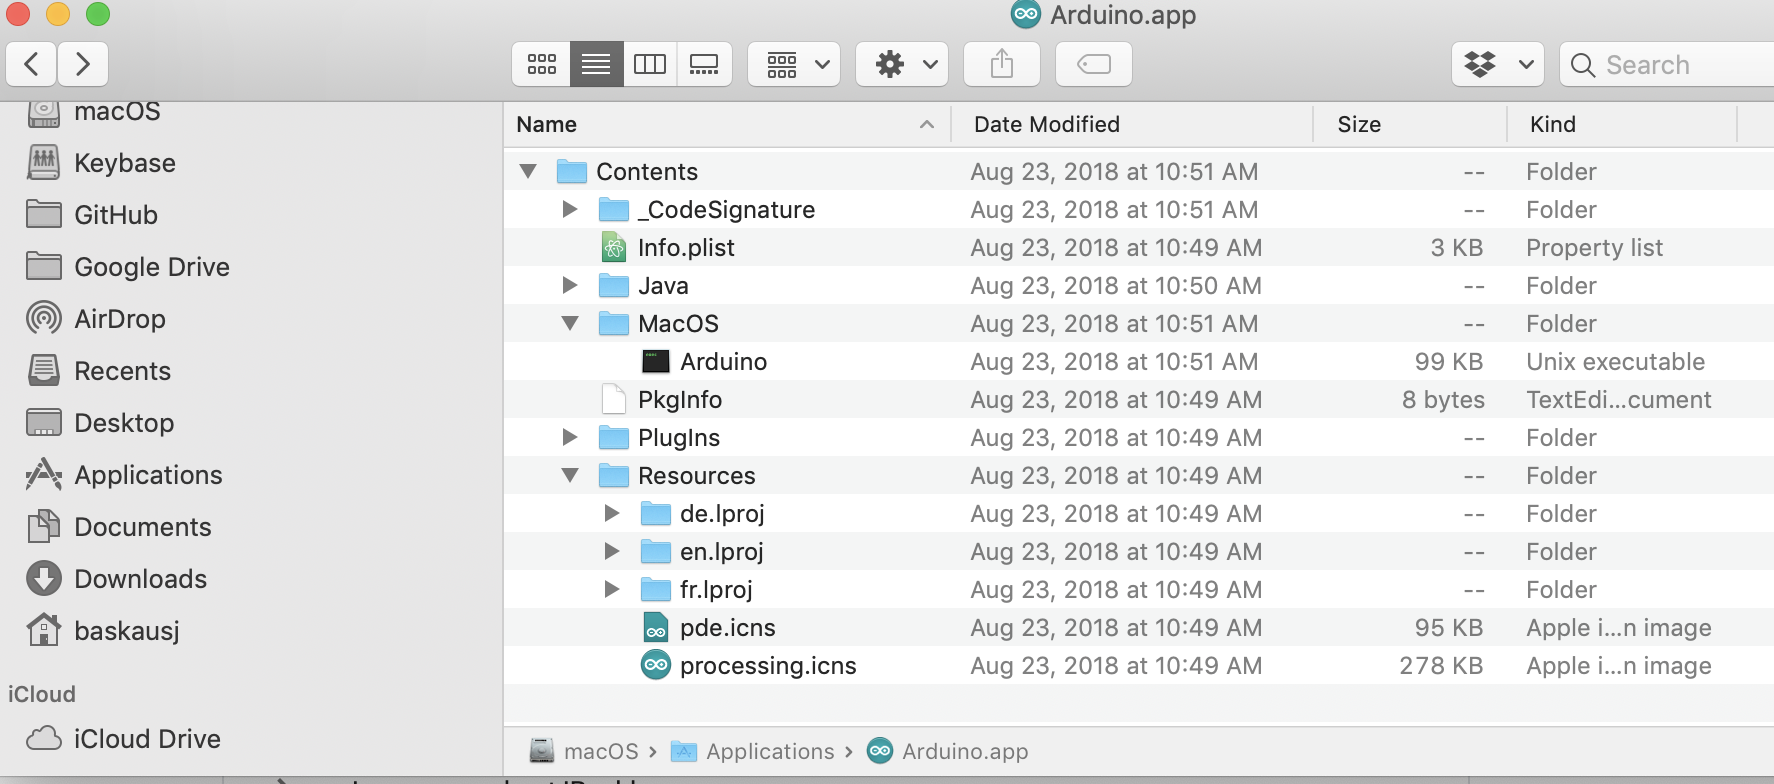 Arduino.app
Search
macOS
Keybase
GitHub
Google Drive
AirDrop
Recents
Desktop
Applications
Documents
Downloads
baskausj
iCloud
iCloud Drive
Name Date Modified Size Kind
Contents Aug 23, 2018 at 10:51 AM -- Folder
_CodeSignature Aug 23, 2018 at 10:51 AM -- Folder
Info.plist Aug 23, 2018 at 10:49 AM 3 KB Property list
Java Aug 23, 2018 at 10:50 AM -- Folder
MacOS Aug 23, 2018 at 10:51 AM -- Folder
Arduino Aug 23, 2018 at 10:51 AM 99 KB Unix executable
PkgInfo Aug 23, 2018 at 10:49 AM 8 bytes TextEdi...cument
PlugIns Aug 23, 2018 at 10:49 AM -- Folder
Resources Aug 23, 2018 at 10:49 AM -- Folder
de.lproj Aug 23, 2018 at 10:49 AM -- Folder
en.lproj Aug 23, 2018 at 10:49 AM -- Folder
fr.lproj Aug 23, 2018 at 10:49 AM -- Folder
pde.icns Aug 23, 2018 at 10:49 AM 95 KB Apple i...n image
processing.icns Aug 23, 2018 at 10:49 AM 278 KB Apple i...n image
macOS › Applications › Arduino.app